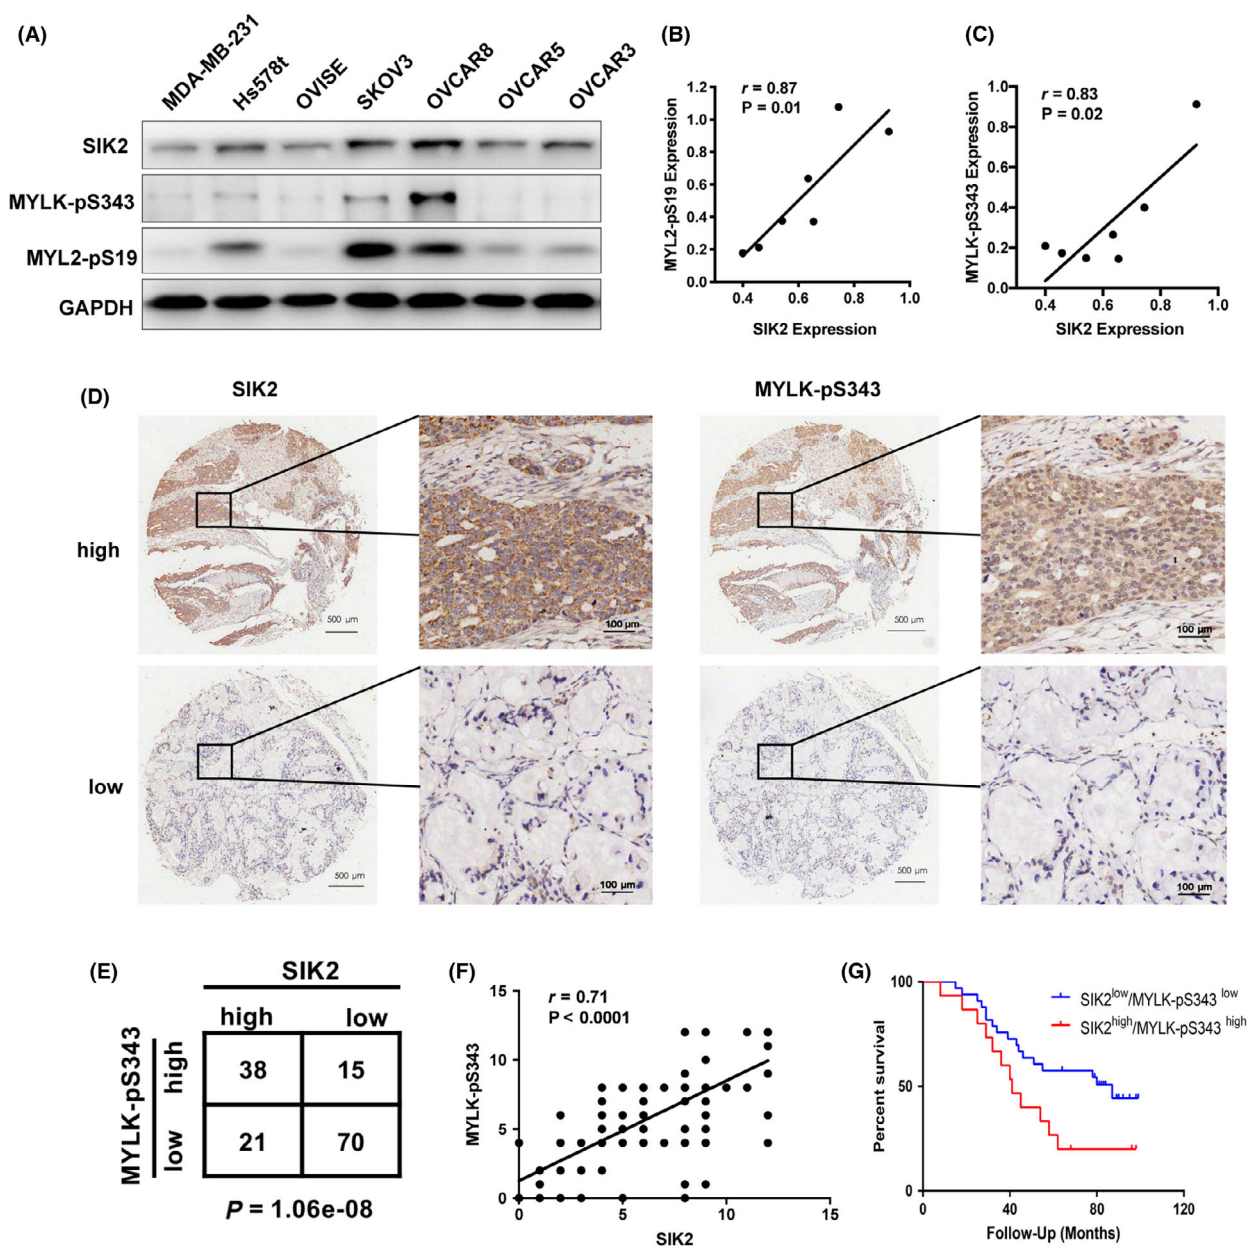 (A)
MDA-MB-231
Hs578t
OVISE
SKOV3
OVCAR8
OVCAR5
OVCAR3
SIK2
MYLK-pS343
MYL2-pS19
GAPDH
(B)
r = 0.87
P = 0.01
MYL2-pS19 Expression
1.2
1.0
0.8
0.6
0.4
0.2
0.0
0.4 0.6 0.8 1.0
SIK2 Expression
(C)
r = 0.83
P = 0.02
MYLK-pS343 Expression
1.0
0.8
0.6
0.4
0.2
0.0
0.4 0.6 0.8 1.0
SIK2 Expression
(D)
SIK2 MYLK-pS343
high
500 µm
100 µm
500 µm
100 µm
low
500 µm
100 µm
500 µm
100 µm
(E)
SIK2
high low
MYLK-pS343
high
38 15
low
21 70
P = 1.06e-08
(F)
r = 0.71
P < 0.0001
MYLK-pS343
15
10
5
0
0 5 10 15
SIK2
(G)
Percent survival
100
50
0
SIK2low/MYLK-pS343 low
SIK2high/MYLK-pS343 high
0 40 80 120
Follow-Up (Months)